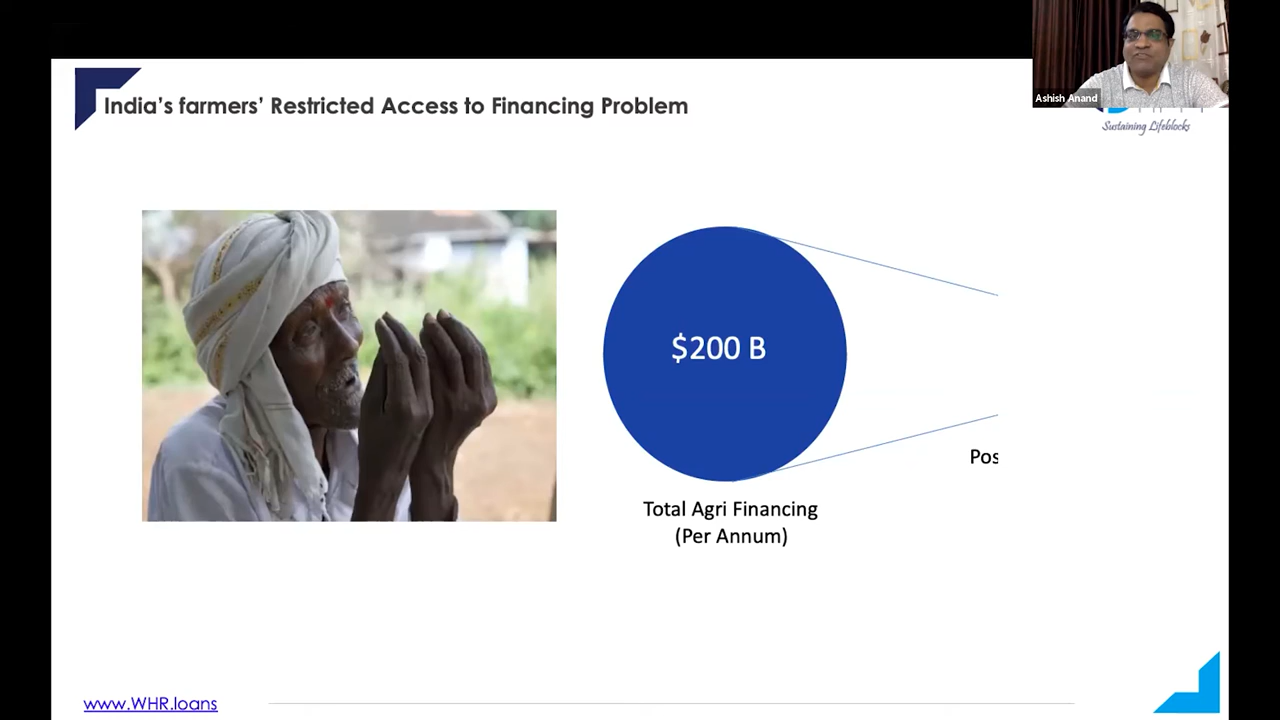 Ashish Anand
India's farmers' Restricted Access to Financing Problem
Sustaining Lifeblocks
$200 B
Pos
Total Agri Financing
(Per Annum)
www.WHR.loans